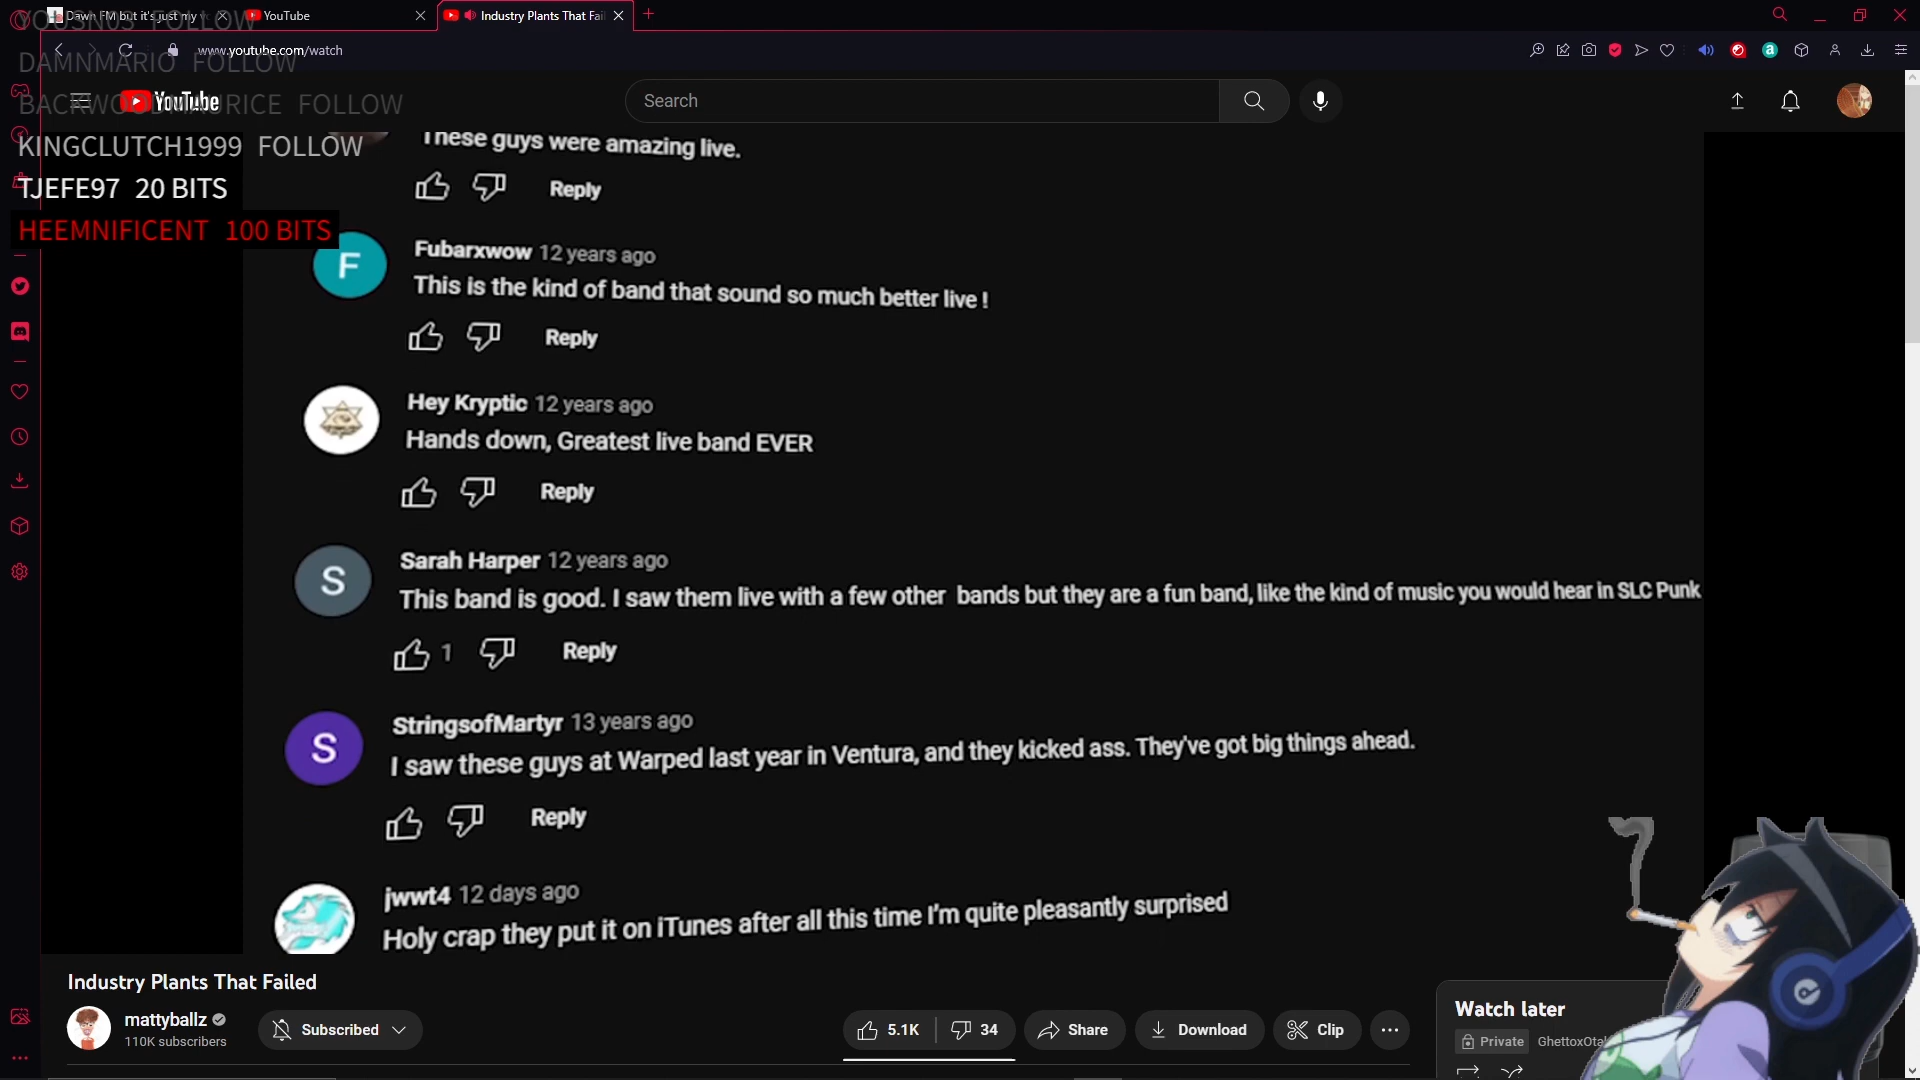 Dawn FM but it's just my
YouTube
Industry Plants That Fai
www.youtube.com/watch
YOUSN0S FOLLOW
DAMNMARIO FOLLOW
FOLLOW
KINGCLUTCH1999 FOLLOW
TJEFE97 20 BITS
HEEMNIFICENT 100 BITS
YouTube
Search
These guys were amazing live.
Reply
F
Fubarxwow 12 years ago
This is the kind of band that sound so much better live !
Reply
Hey Kryptic 12 years ago
Hands down, Greatest live band EVER
Reply
S
Sarah Harper 12 years ago
This band is good. I saw them live with a few other bands but they are a fun band, like the kind of music you would hear in SLC Punk
1 Reply
S
StringsofMartyr 13 years ago
I saw these guys at Warped last year in Ventura, and they kicked ass. They've got big things ahead.
Reply
jwwt4 12 days ago
Holy crap they put it on iTunes after all this time I'm quite pleasantly surprised
Industry Plants That Failed
mattyballz
110K subscribers
Subscribed
5.1K
34
Share
Download
Clip
Watch later
Private GhettoxOta